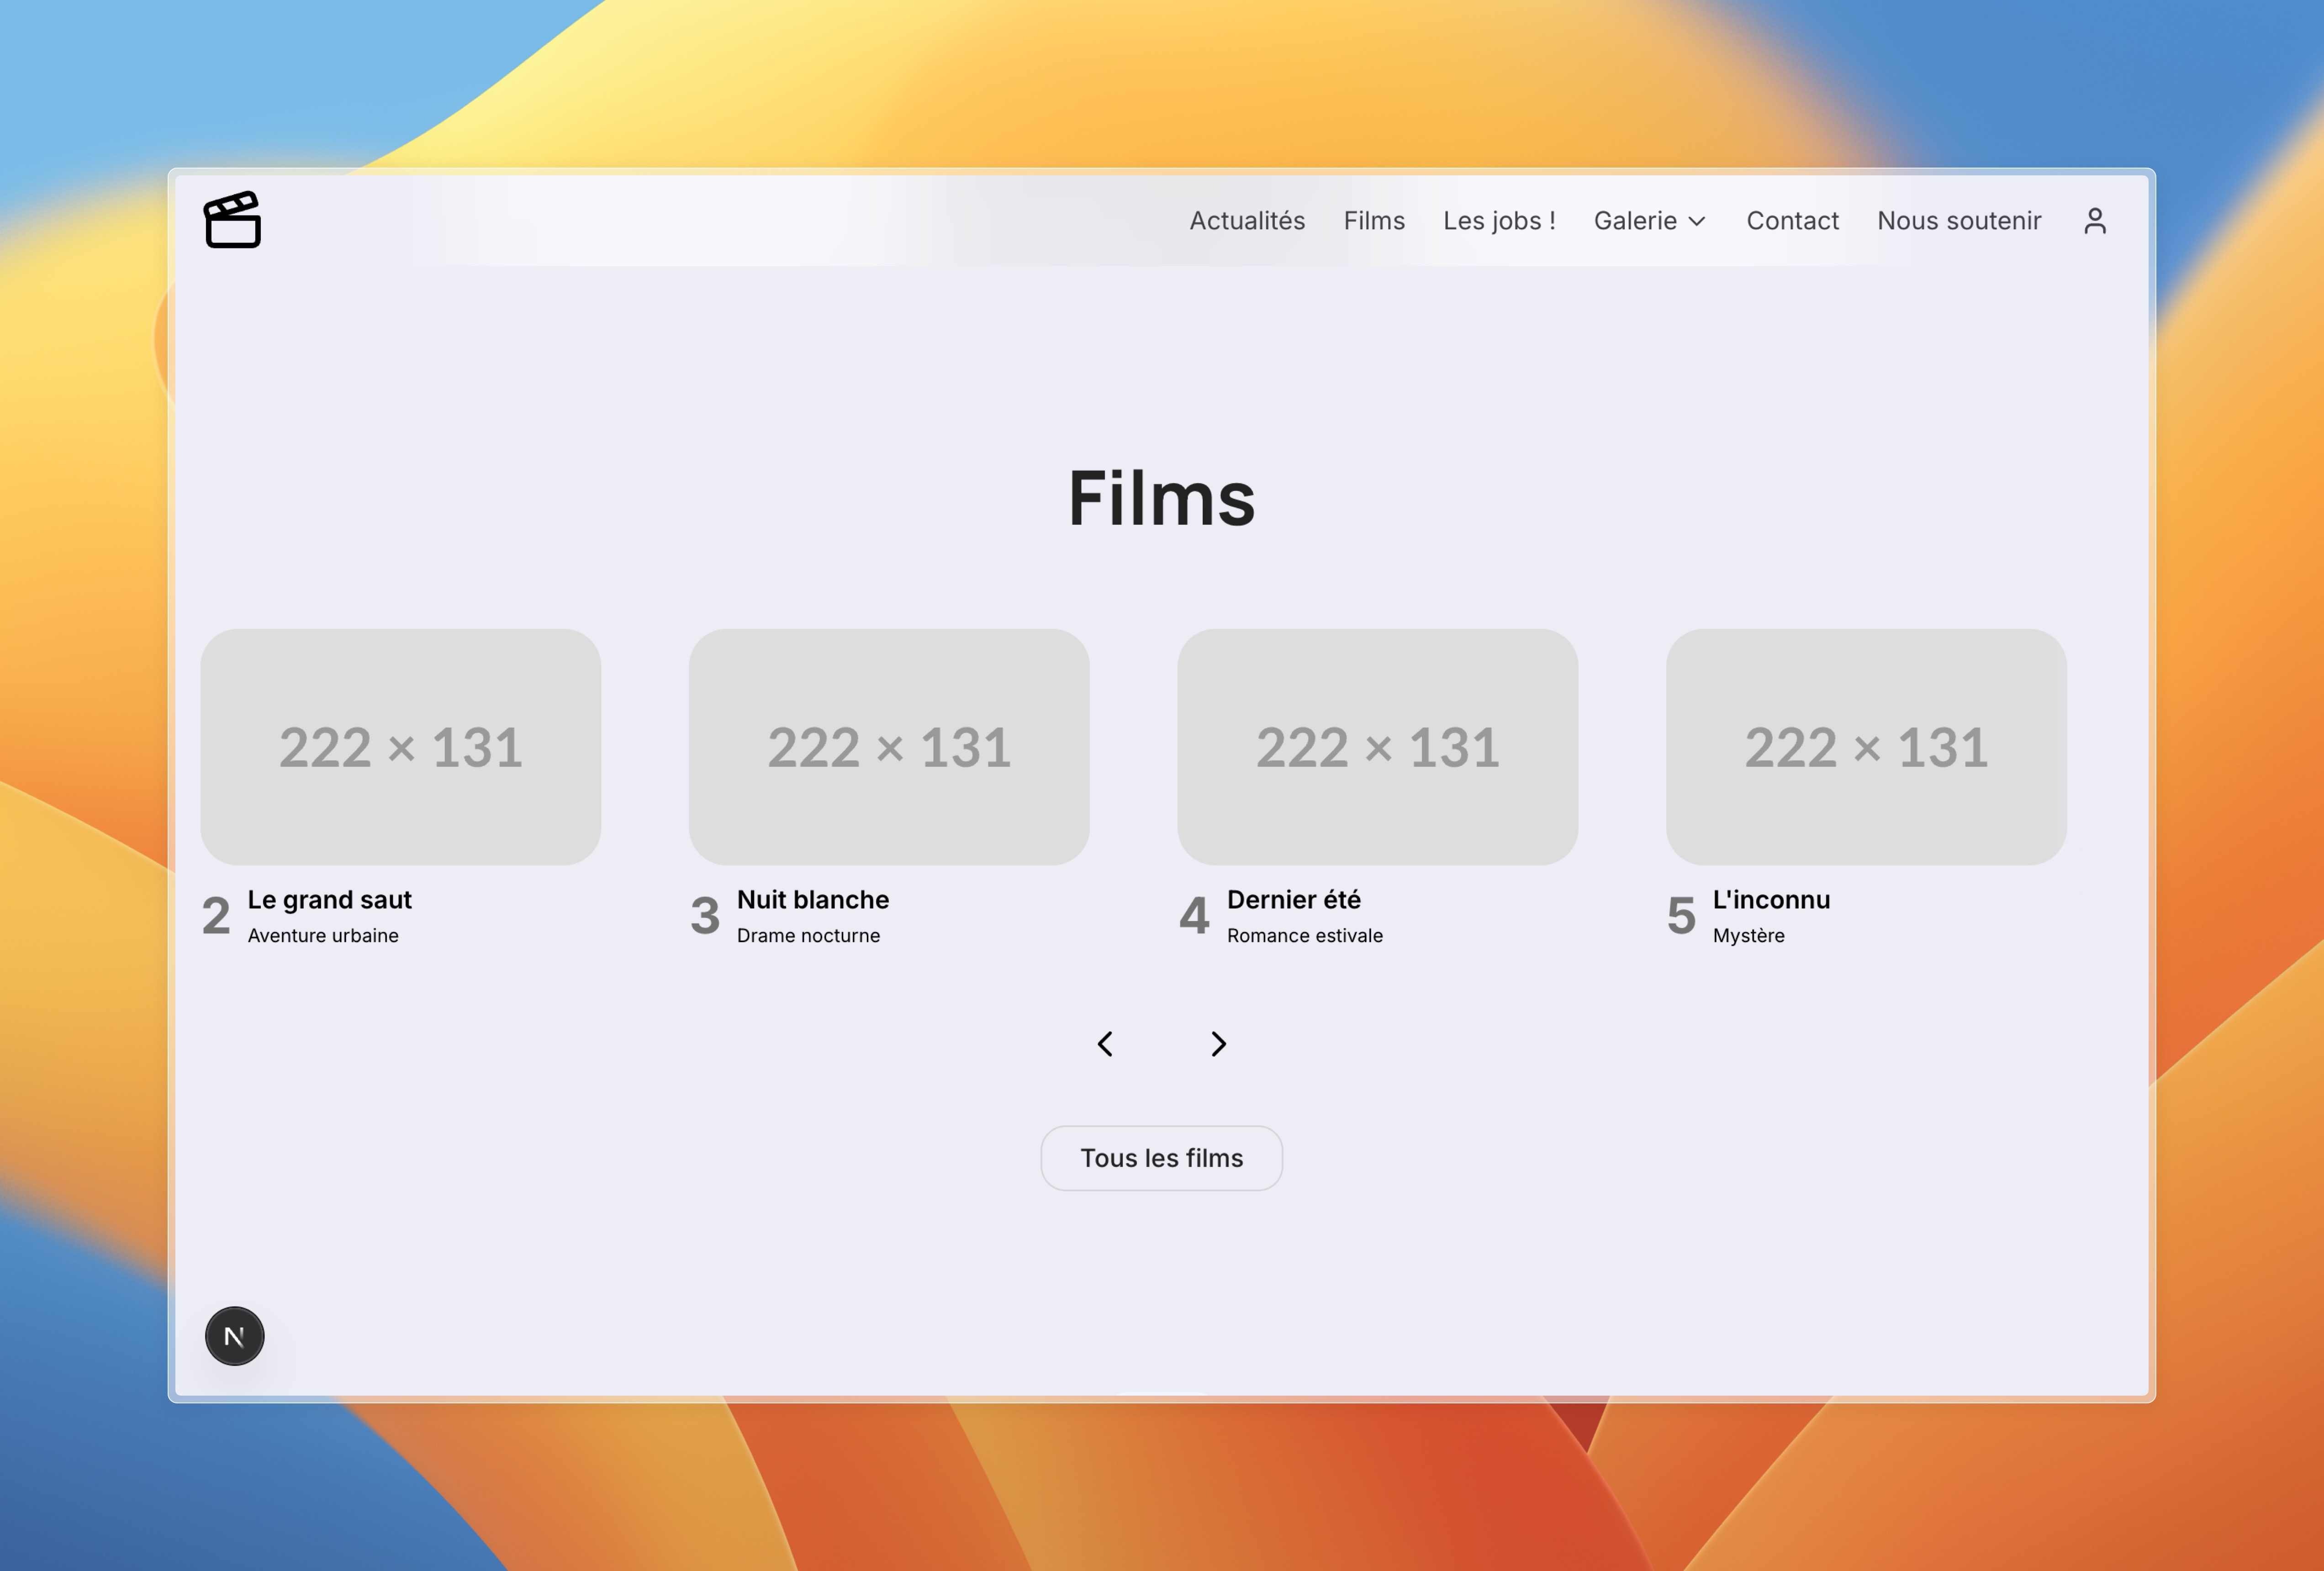 Actualités Films Les jobs ! Galerie Contact Nous soutenir
Films
222 × 131 222 × 131 222 × 131 222 × 131
2 Le grand saut
Aventure urbaine
3 Nuit blanche
Drame nocturne
4 Dernier été
Romance estivale
5 L'inconnu
Mystère
Tous les films
N